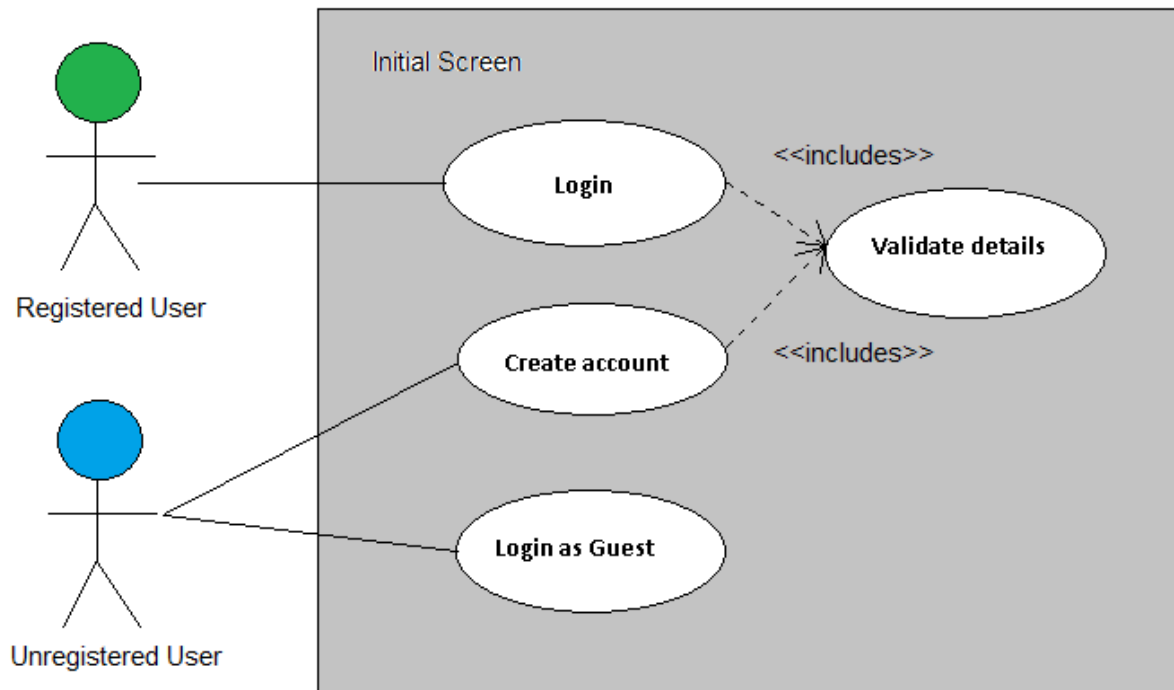 Initial Screen
Login
<<includes>>
Validate details
Registered User
Create account
<<includes>>
Login as Guest
Unregistered User